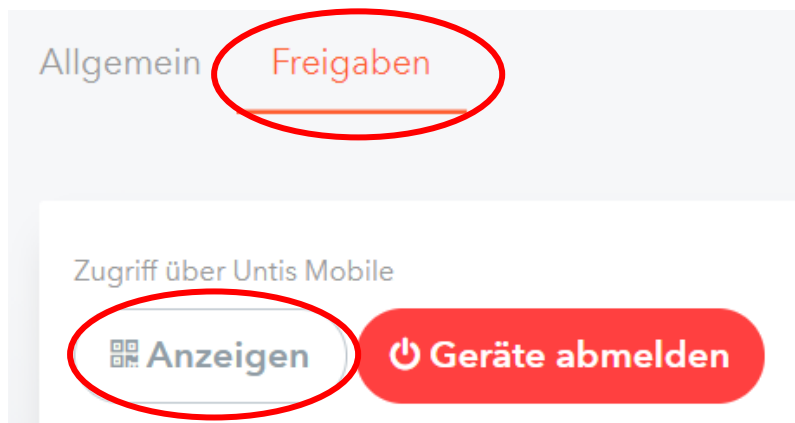 Allgemein Freigaben
Zugriff über Untis Mobile
Anzeigen Geräte abmelden